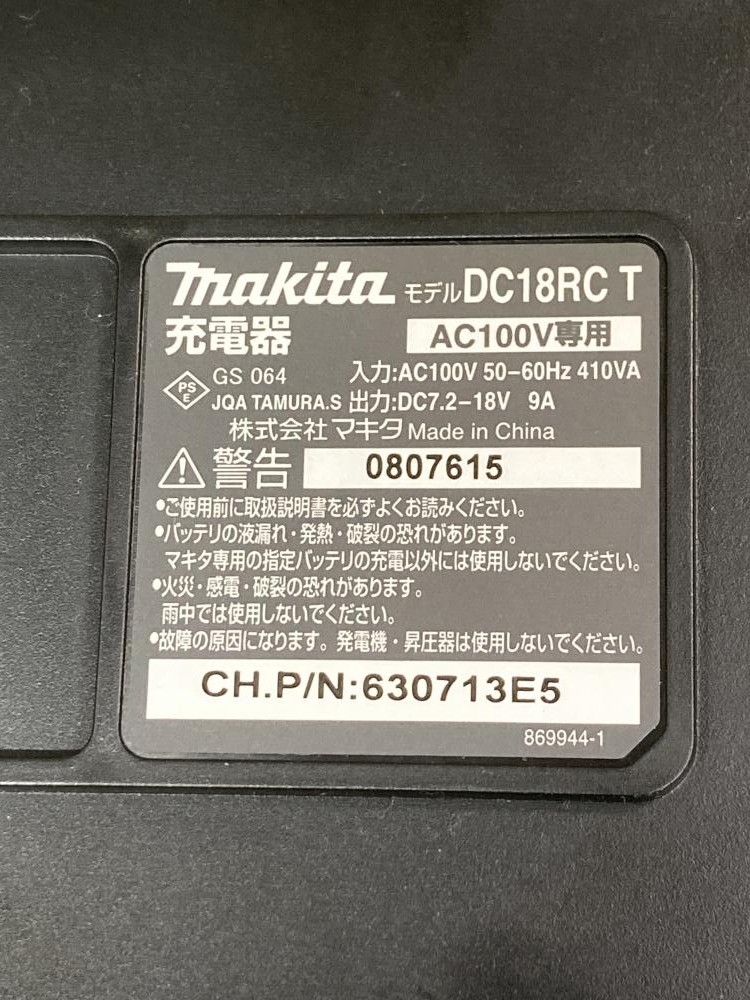 makita モデルDC18RC T
充電器 AC100V専用
PS E GS 064 入力:AC100V 50-60Hz 410VA
JQA TAMURA.S 出力:DC7.2-18V 9A
株式会社マキタ Made in China
警告 0807615
•ご使用前に取扱説明書を必ずよくお読みください。
•バッテリの液漏れ・発熱・破裂の恐れがあります。
マキタ専用の指定バッテリの充電以外には使用しないでください。
•火災・感電・破裂の恐れがあります。
雨中では使用しないでください。
•故障の原因になります。発電機・昇圧器は使用しないでください。
CH.P/N:630713E5
869944-1